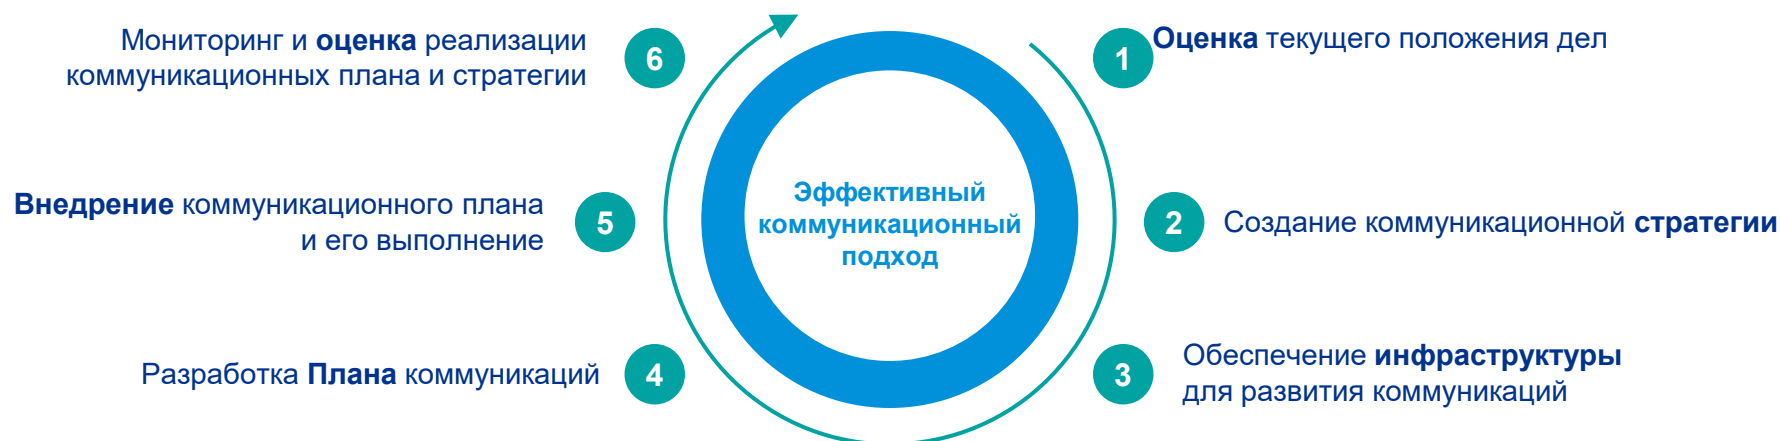 1
Оценка текущего положения дел
2
Создание коммуникационной стратегии
3
Обеспечение инфраструктуры
для развития коммуникаций
4
Разработка Плана коммуникаций
5
Внедрение коммуникационного плана
и его выполнение
6
Мониторинг и оценка реализации
коммуникационных плана и стратегии
Эффективный
коммуникационный
подход